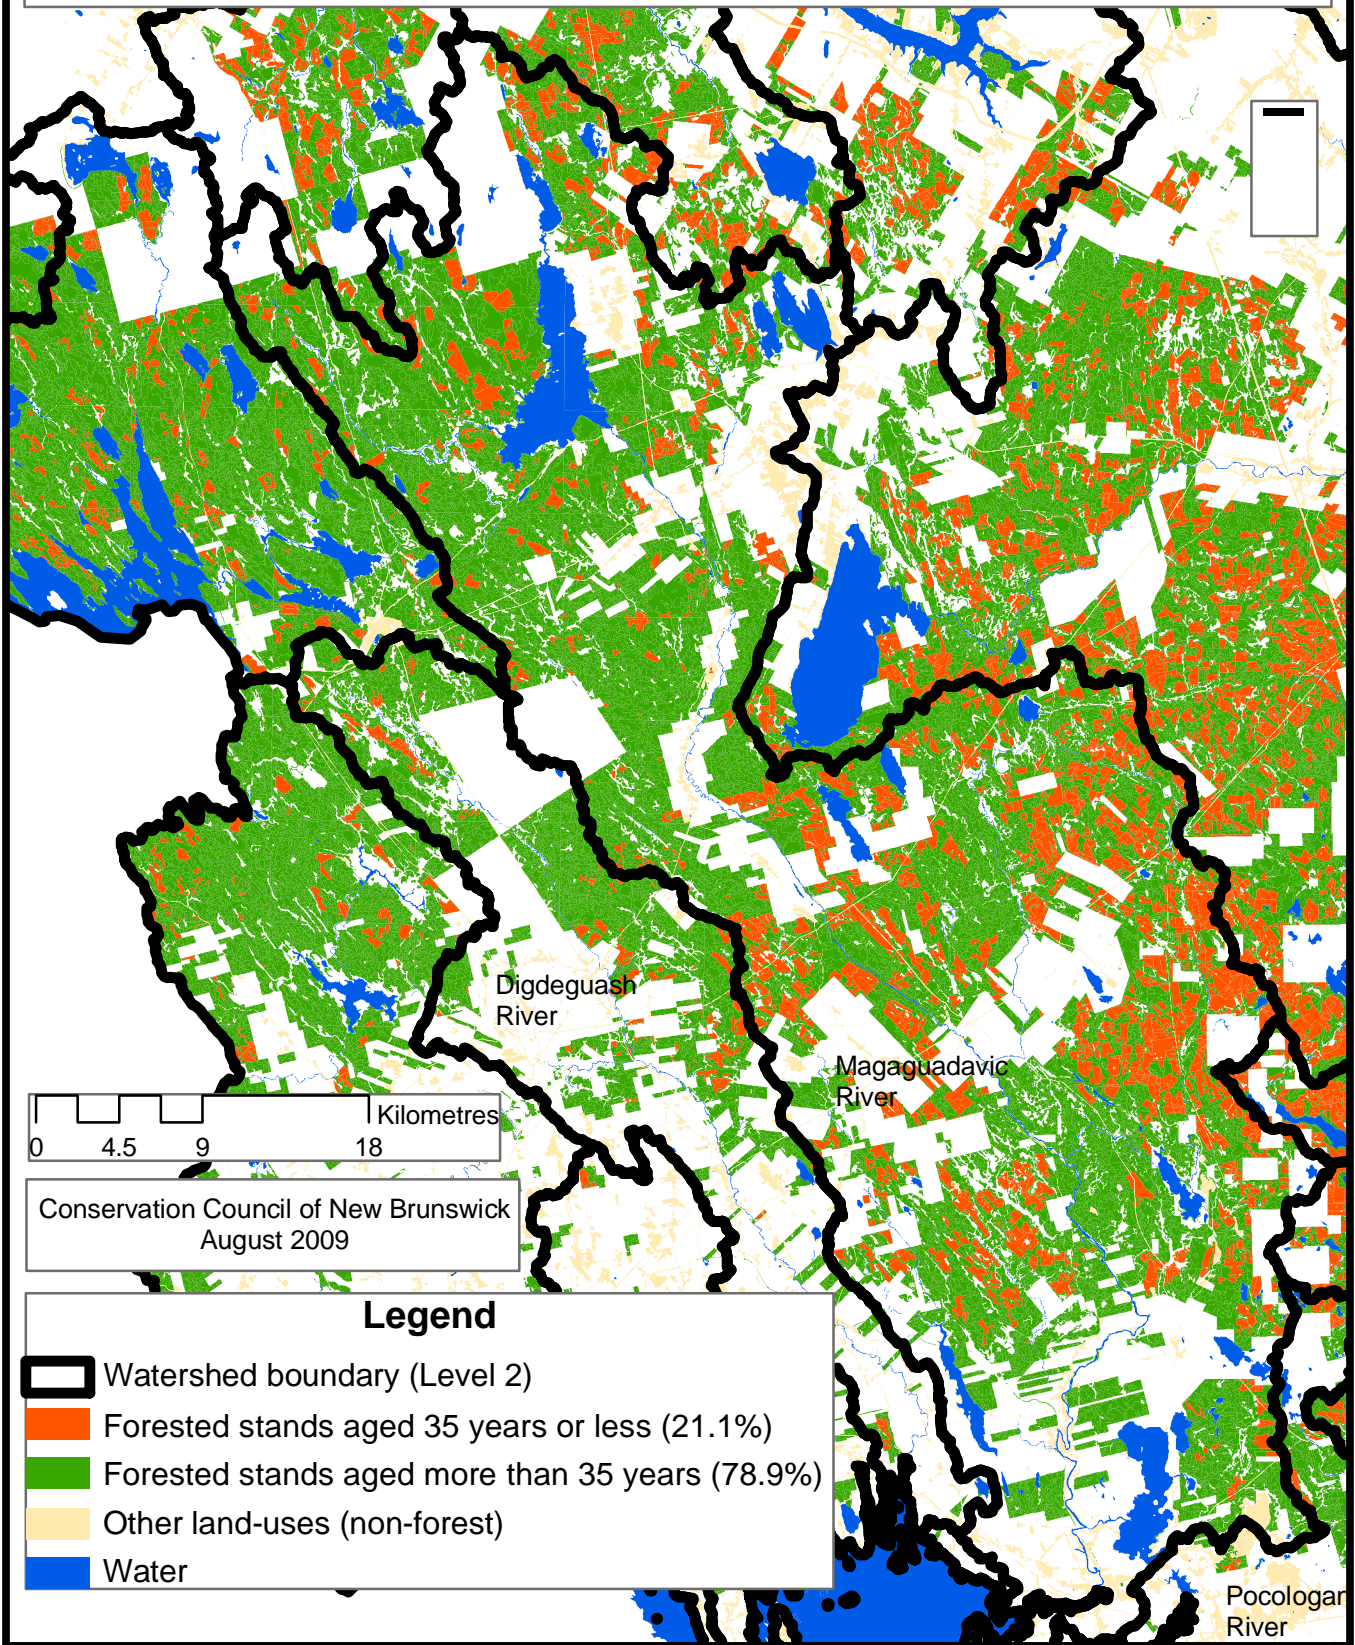 Digdeguash
River
Magaguadavic
River
Kilometres
0 4.5 9 18
Conservation Council of New Brunswick
August 2009
Legend
Watershed boundary (Level 2)
Forested stands aged 35 years or less (21.1%)
Forested stands aged more than 35 years (78.9%)
Other land-uses (non-forest)
Water
Pocologan
River